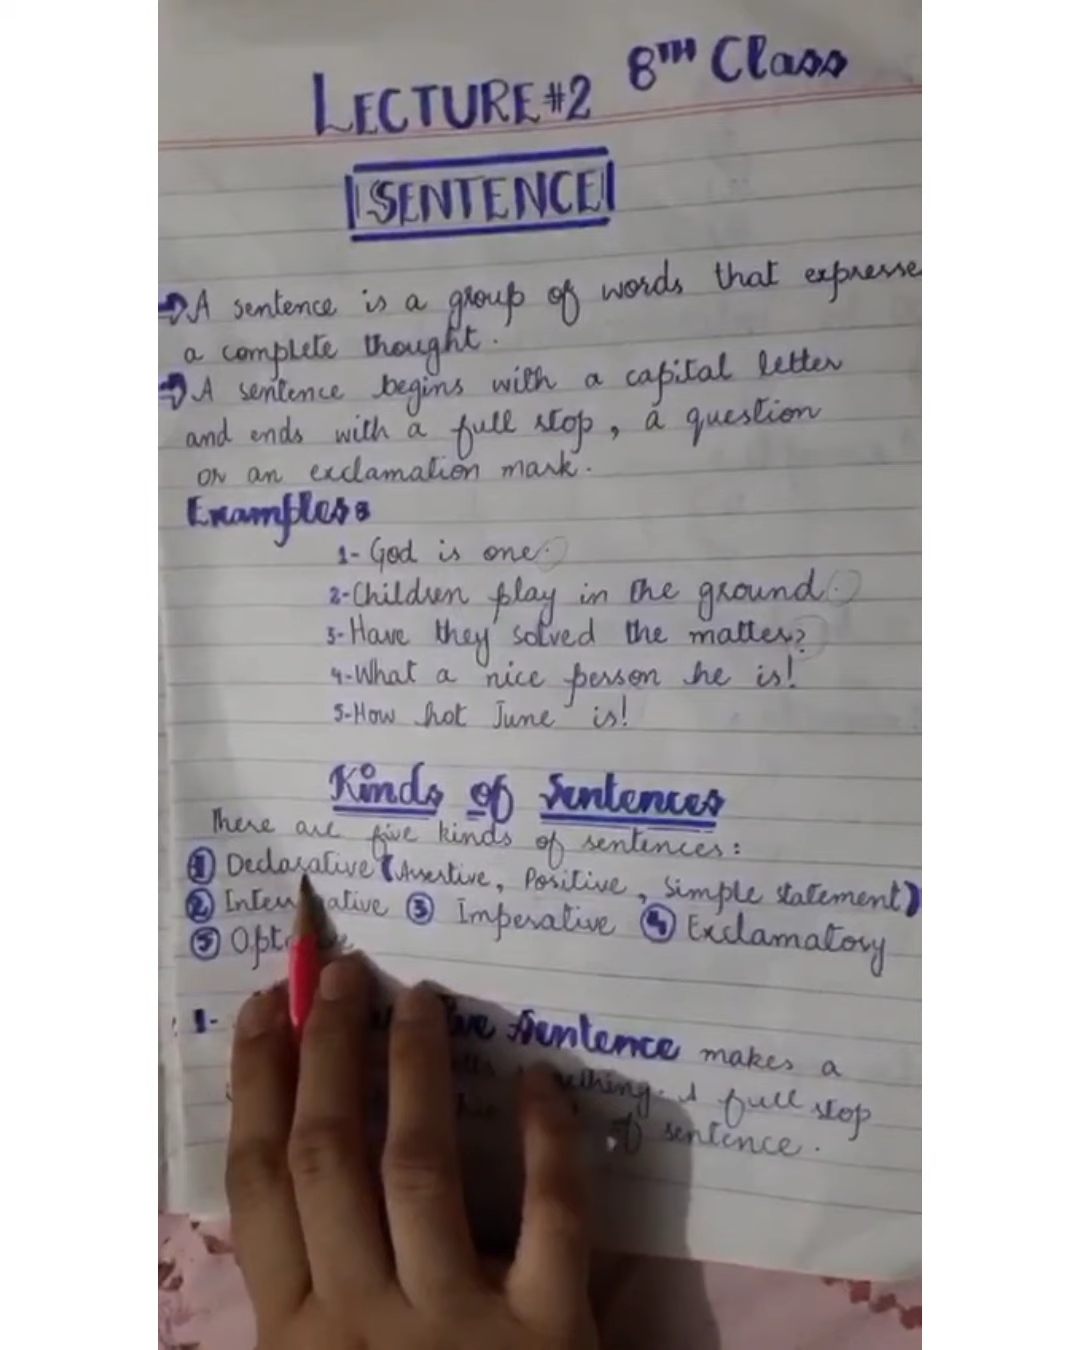 8TH Class
LECTURE #2
SENTENCE
⇒ A sentence is a group of words that expresse
a complete thought.
⇒ A sentence begins with a capital letter
and ends with a full stop, a question
or an exclamation mark.
Examples:
1- God is one.
2- Children play in the ground.
3- Have they solved the matter?
4- What a nice person he is!
5- How hot June is!
Kinds of Sentences
There are five kinds of sentences:
① Declarative (Assertive, Positive, Simple statement)
② ③ Imperative ④ Exclamatory
⑤
1- Sentence makes a
full stop
of sentence.